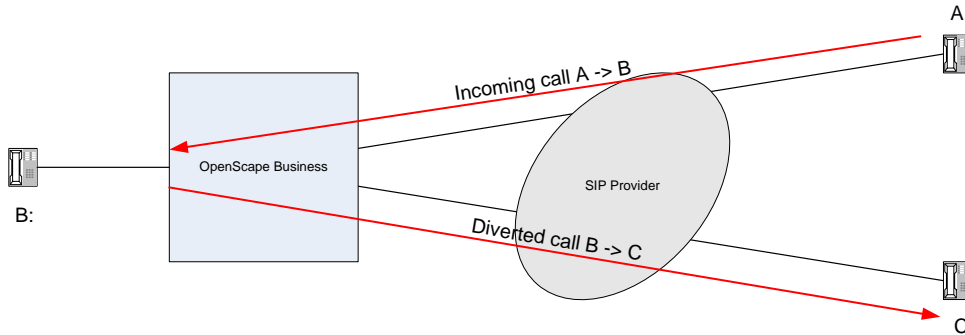 A
Incoming call A -> B
OpenScape Business
SIP Provider
B:
Diverted call B -> C
C